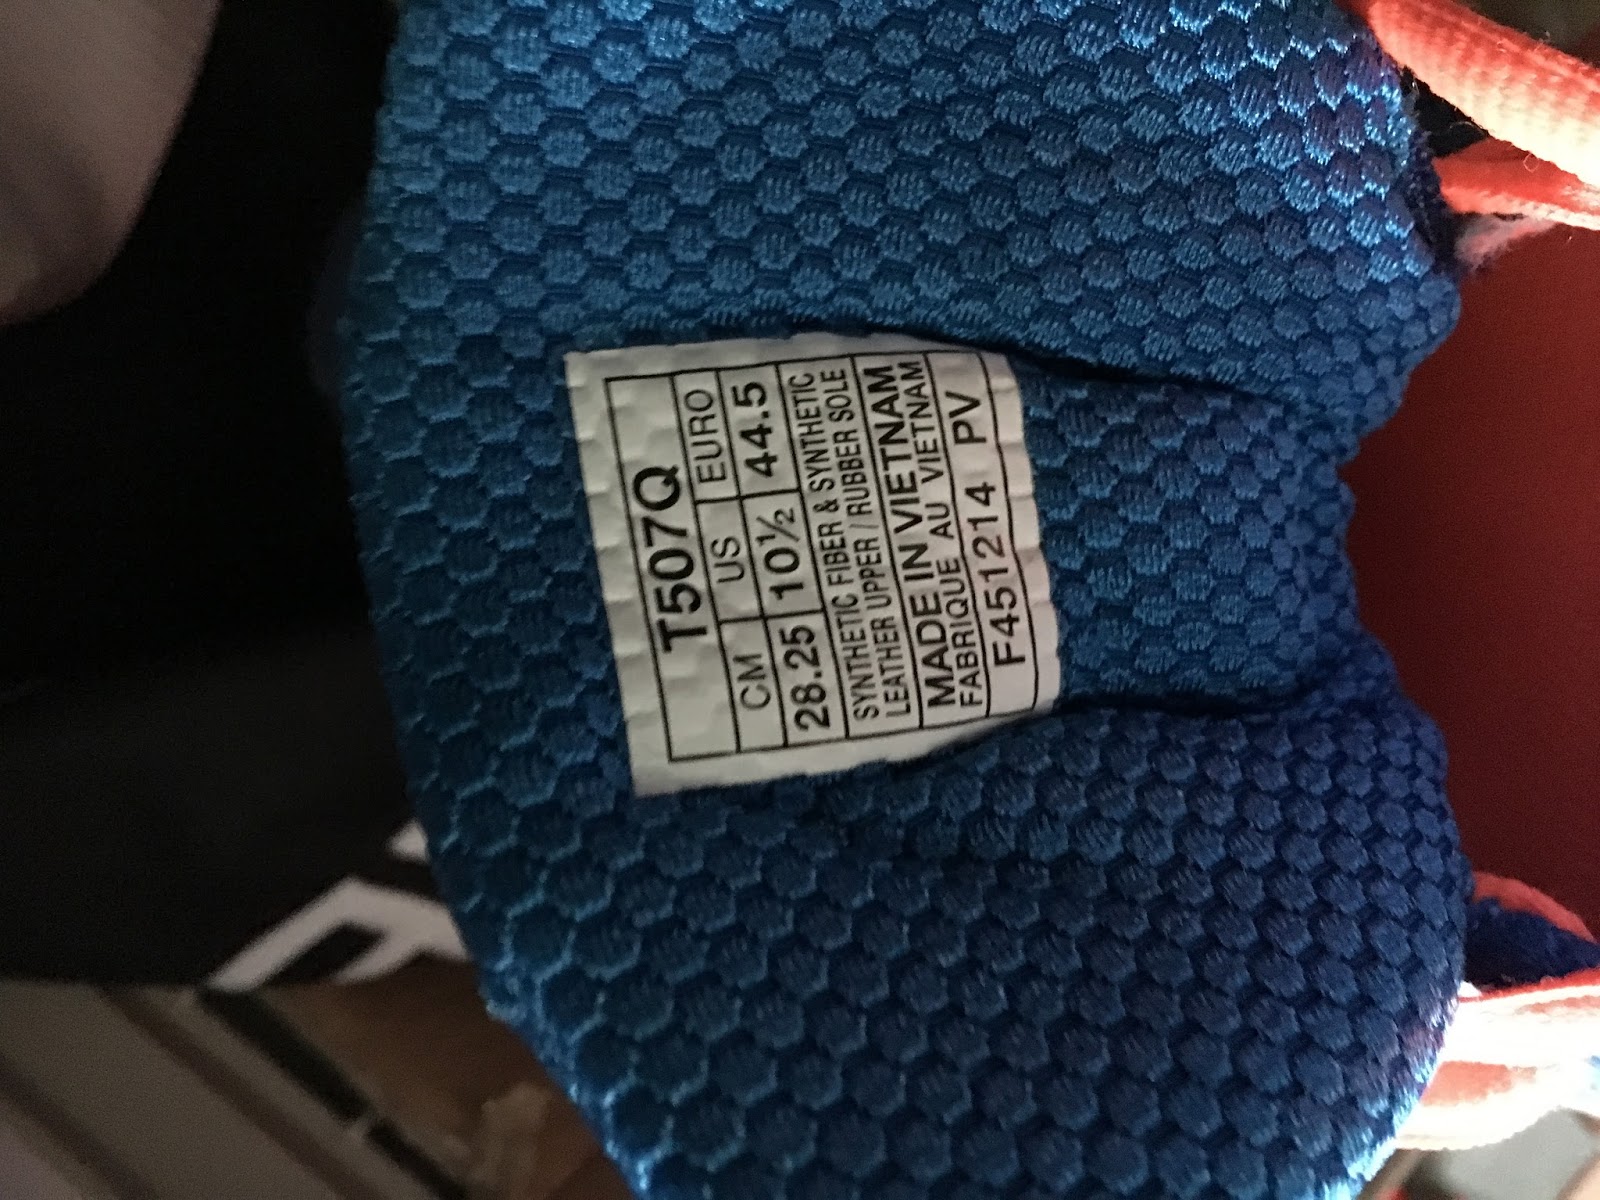 T507Q
CM US EURO
28.25 10½ 44.5
SYNTHETIC FIBER & SYNTHETIC
LEATHER UPPER / RUBBER SOLE
MADE IN VIETNAM
FABRIQUE AU VIETNAM
F451214 PV